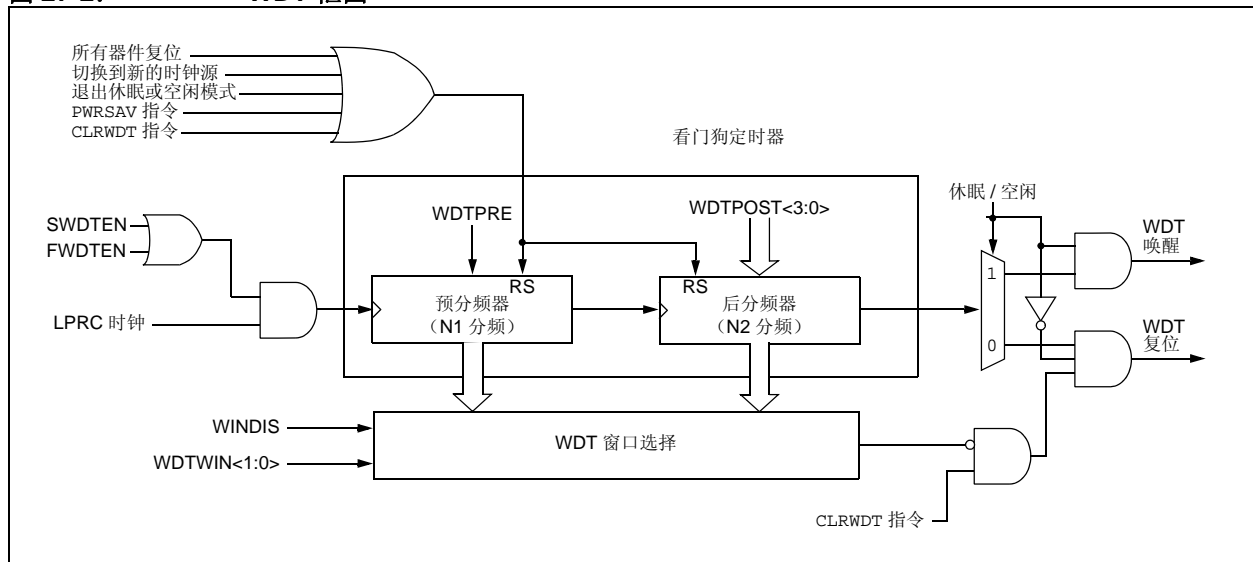 所有器件复位
切换到新的时钟源
退出休眠或空闲模式
PWRSAV 指令
CLRWDT 指令
看门狗定时器
休眠 / 空闲
SWDTEN
FWDTEN
WDTPRE
WDTPOST<3:0>
WDT
唤醒
RS
RS
1
预分频器
（N1 分频）
后分频器
（N2 分频）
LPRC 时钟
0
WDT
复位
WINDIS
WDT 窗口选择
WDTWIN<1:0>
CLRWDT 指令